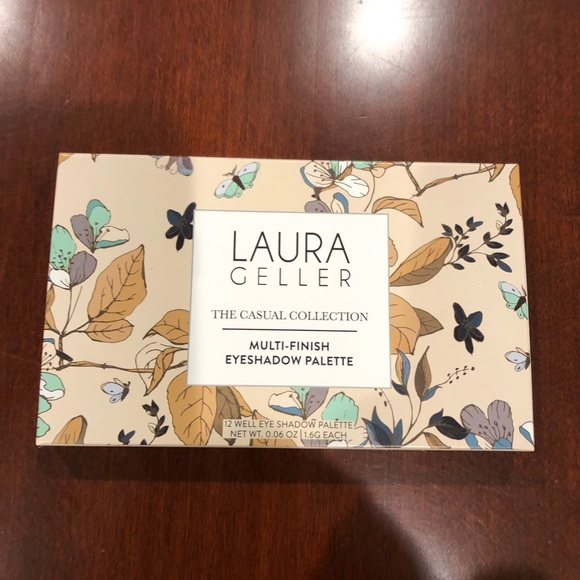 LAURA
GELLER
THE CASUAL COLLECTION
MULTI-FINISH
EYESHADOW PALETTE
12 WELL EYE SHADOW PALETTE
NET WT. 0.06 OZ | 1.6G EACH